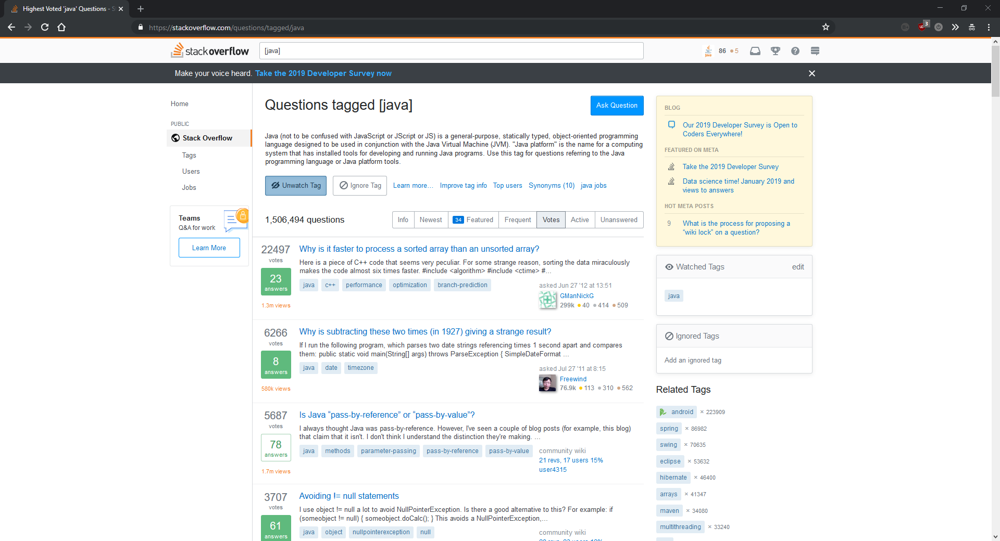 Highest Voted 'java' Questions - S
https://stackoverflow.com/questions/tagged/java
3
stackoverflow
[java]
java
86 5
Make your voice heard. Take the 2019 Developer Survey now
Home
PUBLIC
Stack Overflow
Tags
Users
Jobs
Teams
Q&A for work
Learn More
Questions tagged [java]
Ask Question
Java (not to be confused with JavaScript or JScript or JS) is a general-purpose, statically typed, object-oriented programming
language designed to be used in conjunction with the Java Virtual Machine (JVM). "Java platform" is the name for a computing
system that has installed tools for developing and running Java programs. Use this tag for questions referring to the Java
programming language or Java platform tools.
Unwatch Tag Ignore Tag Learn more… Improve tag info Top users Synonyms (10) java jobs
1,506,494 questions
Info Newest 34 Featured Frequent Votes Active Unanswered
22497
votes
23
answers
1.3m views
Why is it faster to process a sorted array than an unsorted array?
Here is a piece of C++ code that seems very peculiar. For some strange reason, sorting the data miraculously
makes the code almost six times faster. #include <algorithm> #include <ctime> #…
java c++ performance optimization branch-prediction
asked Jun 27 '12 at 13:51
GManNickG
299k 40 414 509
6266
votes
8
answers
580k views
Why is subtracting these two times (in 1927) giving a strange result?
If I run the following program, which parses two date strings referencing times 1 second apart and compares
them: public static void main(String[] args) throws ParseException { SimpleDateFormat …
java date timezone
asked Jul 27 '11 at 8:15
Freewind
76.9k 113 310 562
5687
votes
78
answers
1.7m views
Is Java “pass-by-reference” or “pass-by-value”?
I always thought Java was pass-by-reference. However, I've seen a couple of blog posts (for example, this blog)
that claim that it isn't. I don't think I understand the distinction they're making. …
java methods parameter-passing pass-by-reference pass-by-value
community wiki
21 revs, 17 users 15%
user4315
3707
votes
61
answers
Avoiding != null statements
I use object != null a lot to avoid NullPointerException. Is there a good alternative to this? For example: if
(someobject != null) { someobject.doCalc(); } This avoids a NullPointerException,…
java object nullpointerexception null
community wiki
BLOG
Our 2019 Developer Survey is Open to
Coders Everywhere!
FEATURED ON META
Take the 2019 Developer Survey
Data science time! January 2019 and
views to answers
HOT META POSTS
9 What is the process for proposing a
“wiki lock” on a question?
Watched Tags edit
java
Ignored Tags
Add an ignored tag
Related Tags
android × 223909
spring × 86982
swing × 70635
eclipse × 53632
hibernate × 46400
arrays × 41347
maven × 34080
multithreading × 33240